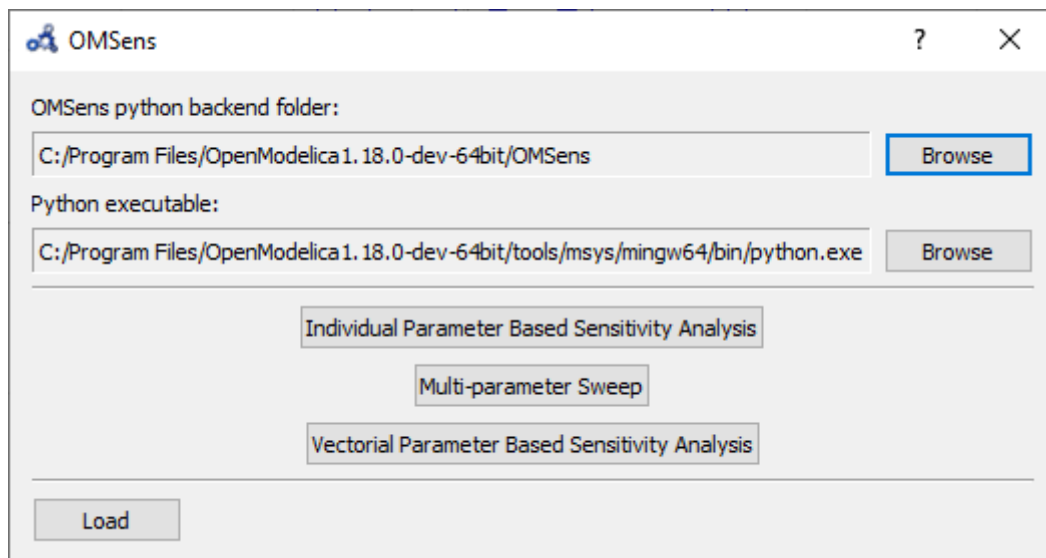 OMSens
OMSens python backend folder:
C:/Program Files/OpenModelica1.18.0-dev-64bit/OMSens Browse
Python executable:
C:/Program Files/OpenModelica1.18.0-dev-64bit/tools/msys/mingw64/bin/python.exe Browse
Individual Parameter Based Sensitivity Analysis
Multi-parameter Sweep
Vectorial Parameter Based Sensitivity Analysis
Load